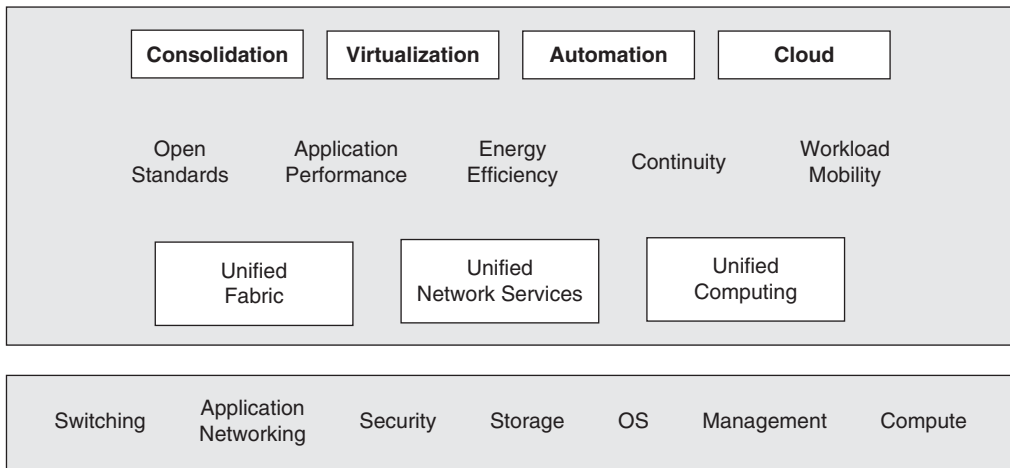 Consolidation
Virtualization
Automation
Cloud
Open
Standards
Application
Performance
Energy
Efficiency
Continuity
Workload
Mobility
Unified
Fabric
Unified
Network Services
Unified
Computing
Switching
Application
Networking
Security
Storage
OS
Management
Compute